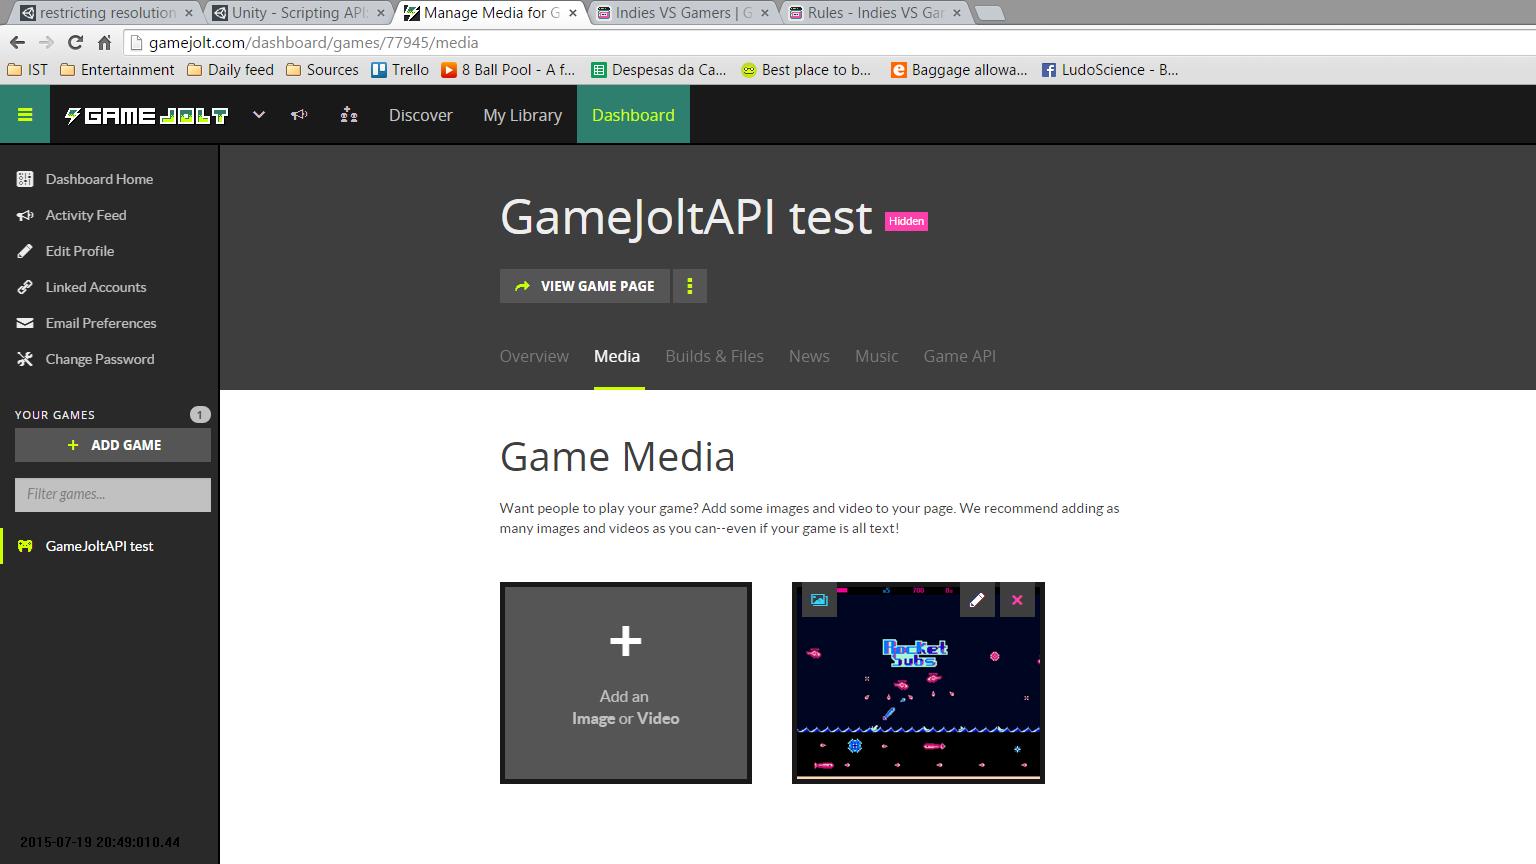 restricting resolution
Unity - Scripting API:
Manage Media for G
Indies VS Gamers | G
Rules - Indies VS Gar
gamejolt.com/dashboard/games/77945/media
IST
Entertainment
Daily feed
Sources
Trello
8 Ball Pool - A f...
Despesas da Ca...
Best place to b...
Baggage allowa...
LudoScience - B...
GAME JOLT
Discover
My Library
Dashboard
Dashboard Home
Activity Feed
Edit Profile
Linked Accounts
Email Preferences
Change Password
YOUR GAMES
1
+ ADD GAME
Filter games...
GameJoltAPI test
GameJoltAPI test
Hidden
VIEW GAME PAGE
Overview
Media
Builds & Files
News
Music
Game API
Game Media
Want people to play your game? Add some images and video to your page. We recommend adding as
many images and videos as you can--even if your game is all text!
Add an
Image or Video
x5
700
Rocket
Subs
2015-07-19 20:49:010.44